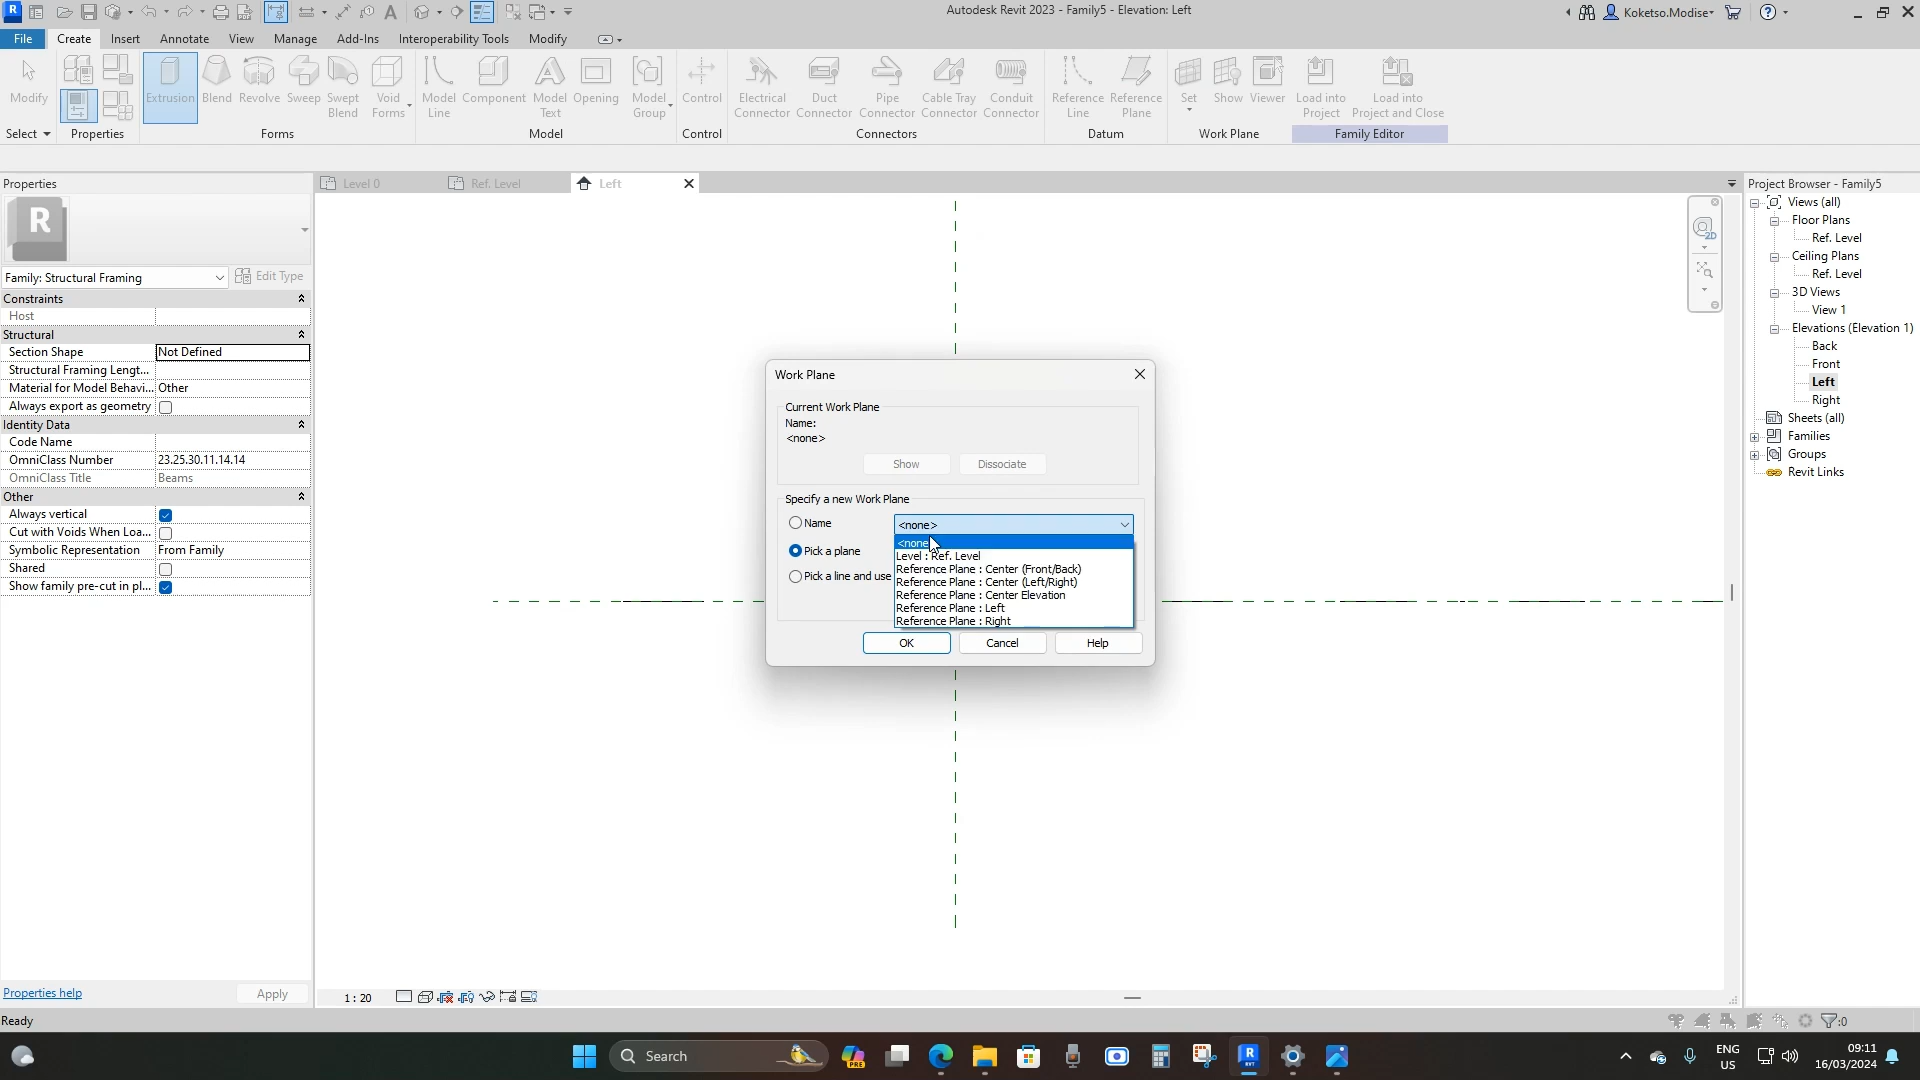 Autodesk Revit 2023 - Family5 - Elevation: Left
Koketso.Modise
File Create Insert Annotate View Manage Add-Ins Interoperability Tools Modify
Modify
Extrusion Blend Revolve Sweep Swept Blend Void Forms
Model Line Component Model Text Opening Model Group
Control
Electrical Connector Duct Connector Pipe Connector Cable Tray Connector Conduit Connector
Reference Line Reference Plane
Set Show Viewer
Load into Project Load into Project and Close
Select Properties Forms Model Control Connectors Datum Work Plane Family Editor
Properties
R
Family: Structural Framing Edit Type
Constraints
Host
Structural
Section Shape Not Defined
Structural Framing Lengt...
Material for Model Behavi... Other
Always export as geometry
Identity Data
Code Name
OmniClass Number 23.25.30.11.14.14
OmniClass Title Beams
Other
Always vertical
Cut with Voids When Loa...
Symbolic Representation From Family
Shared
Show family pre-cut in pl...
Properties help Apply
Level 0 Ref. Level Left
Work Plane
Current Work Plane
Name:
<none>
Show Dissociate
Specify a new Work Plane
Name <none>
Pick a plane
Pick a line and use
<none
Level : Ref. Level
Reference Plane : Center (Front/Back)
Reference Plane : Center (Left/Right)
Reference Plane : Center Elevation
Reference Plane : Left
Reference Plane : Right
OK Cancel Help
2D
Project Browser - Family5
Views (all)
Floor Plans
Ref. Level
Ceiling Plans
Ref. Level
3D Views
View 1
Elevations (Elevation 1)
Back
Front
Left
Right
Sheets (all)
Families
Groups
Revit Links
1 : 20
Ready
:0
Search
PRE
R
RVT
ENG
US
09:11
16/03/2024